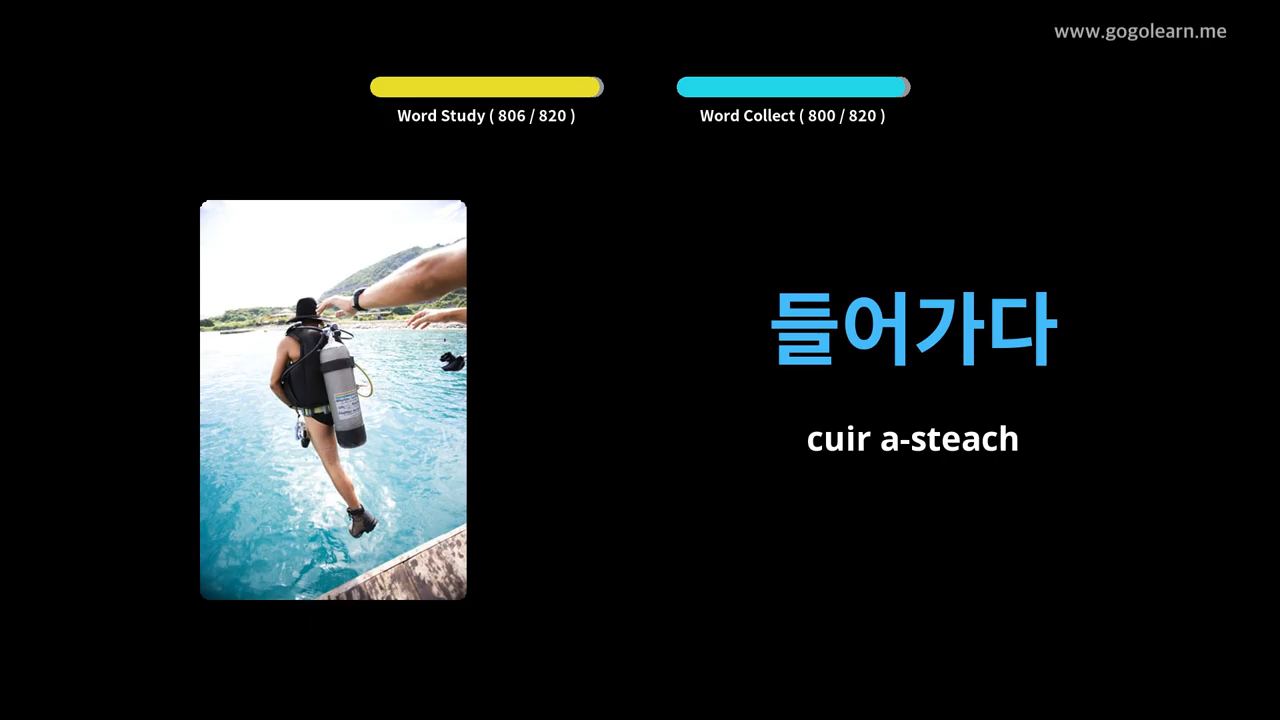 www.gogolearn.me
Word Study ( 806 / 820 )
Word Collect ( 800 / 820 )
들어가다
cuir a-steach